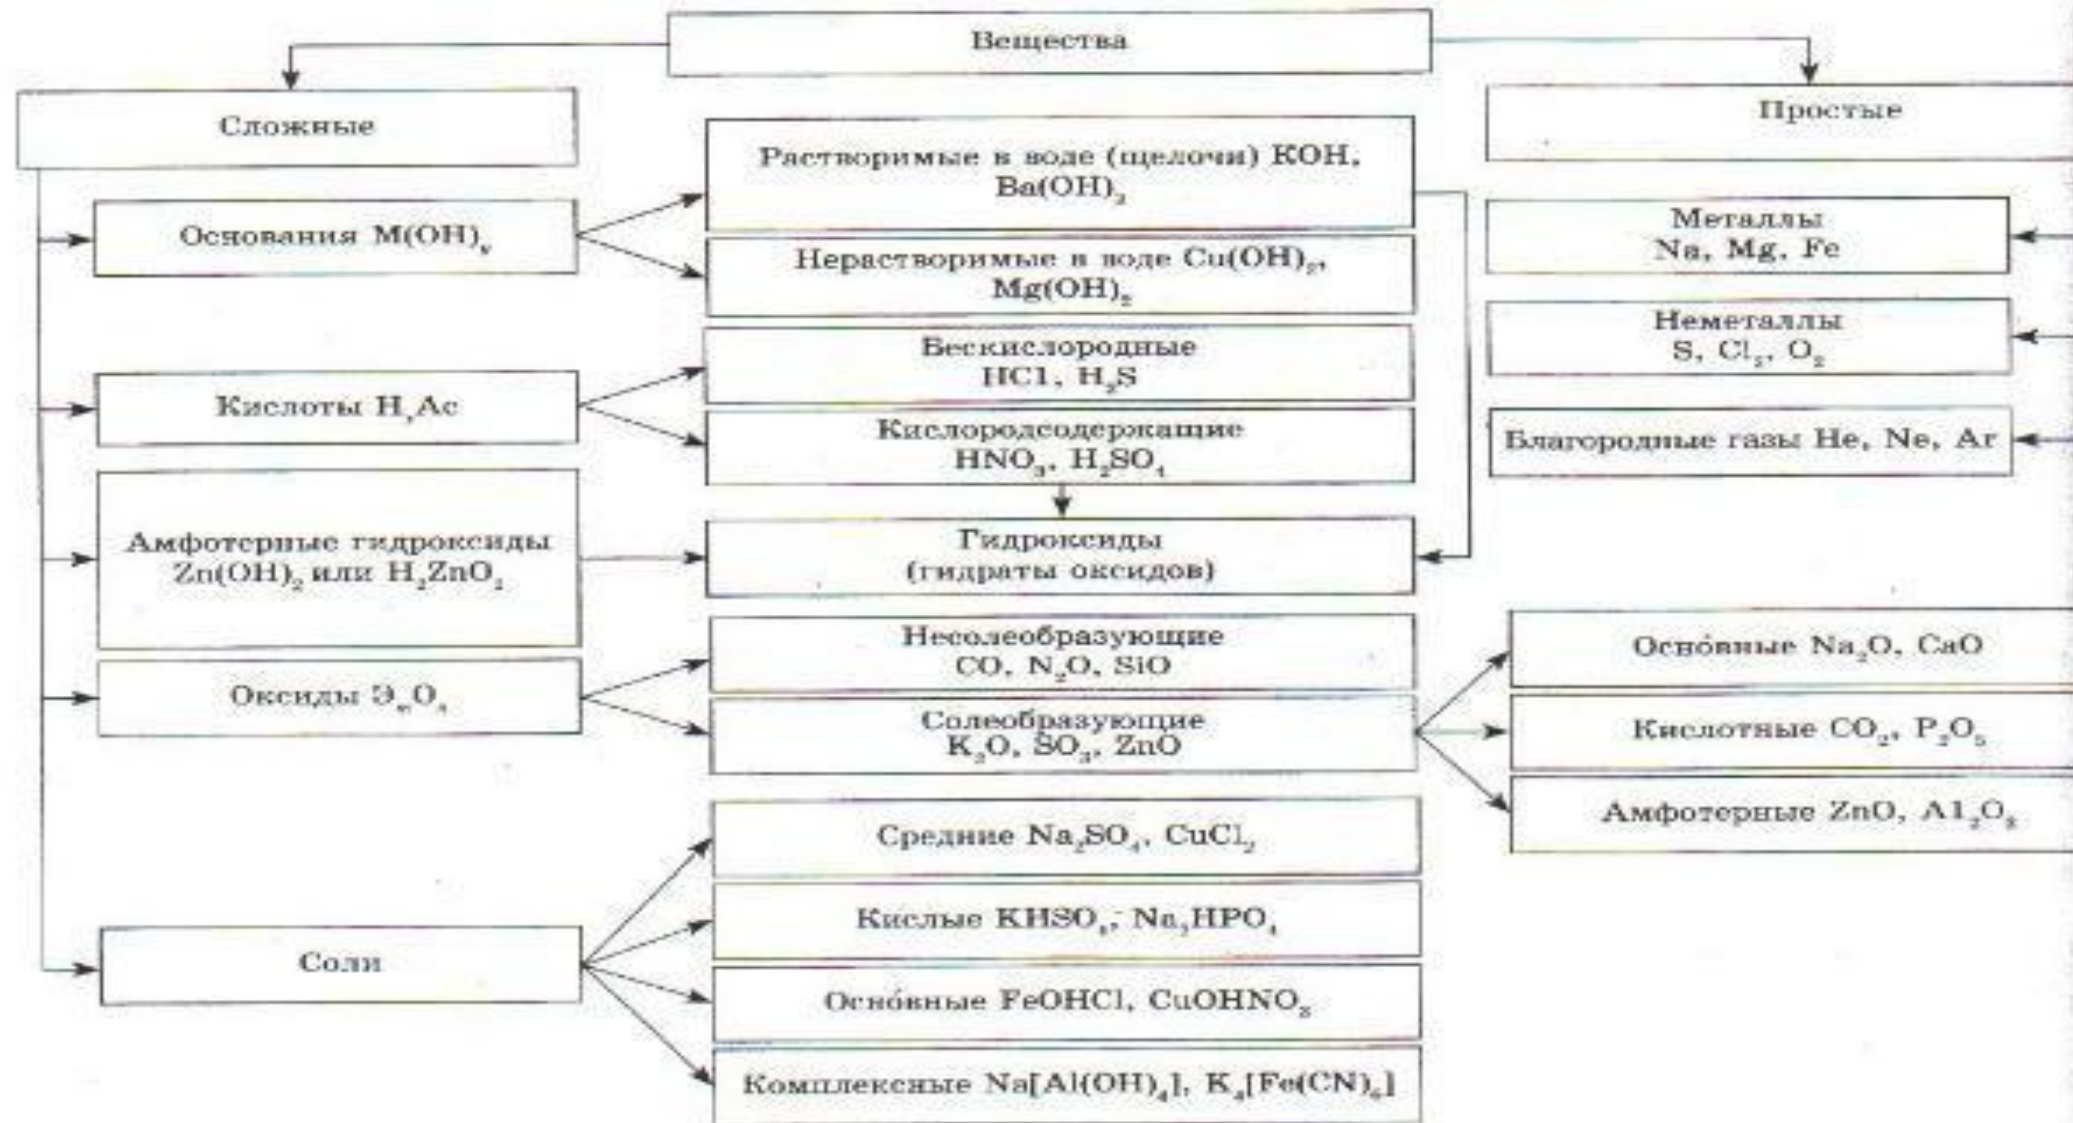 Вещества
Сложные
Простые
Растворимые в воде (щелочи) KOH,
Ba(OH)₂
Основания M(OH)ᵧ
Нерастворимые в воде Cu(OH)₂,
Mg(OH)₂
Металлы
Na, Mg, Fe
Неметаллы
S, Cl₂, O₂
Благородные газы He, Ne, Ar
Бескислородные
HCl, H₂S
Кислоты HₓAc
Кислородсодержащие
HNO₃, H₂SO₄
Амфотерные гидроксиды
Zn(OH)₂ или H₂ZnO₂
Гидроксиды
(гидраты оксидов)
Несолеобразующие
CO, N₂O, SiO
Оксиды
Солеобразующие
K₂O, SO₃, ZnO
Оснόвные Na₂O, CaO
Кислотные CO₂, P₂O₅
Амфотерные ZnO, Al₂O₃
Соли
Средние Na₂SO₄, CuCl₂
Кислые KHSO₄, Na₂HPO₄
Осно́вные FeOHCl, CuOHNO₃
Комплексные Na[Al(OH)₄], K₄[Fe(CN)₆]